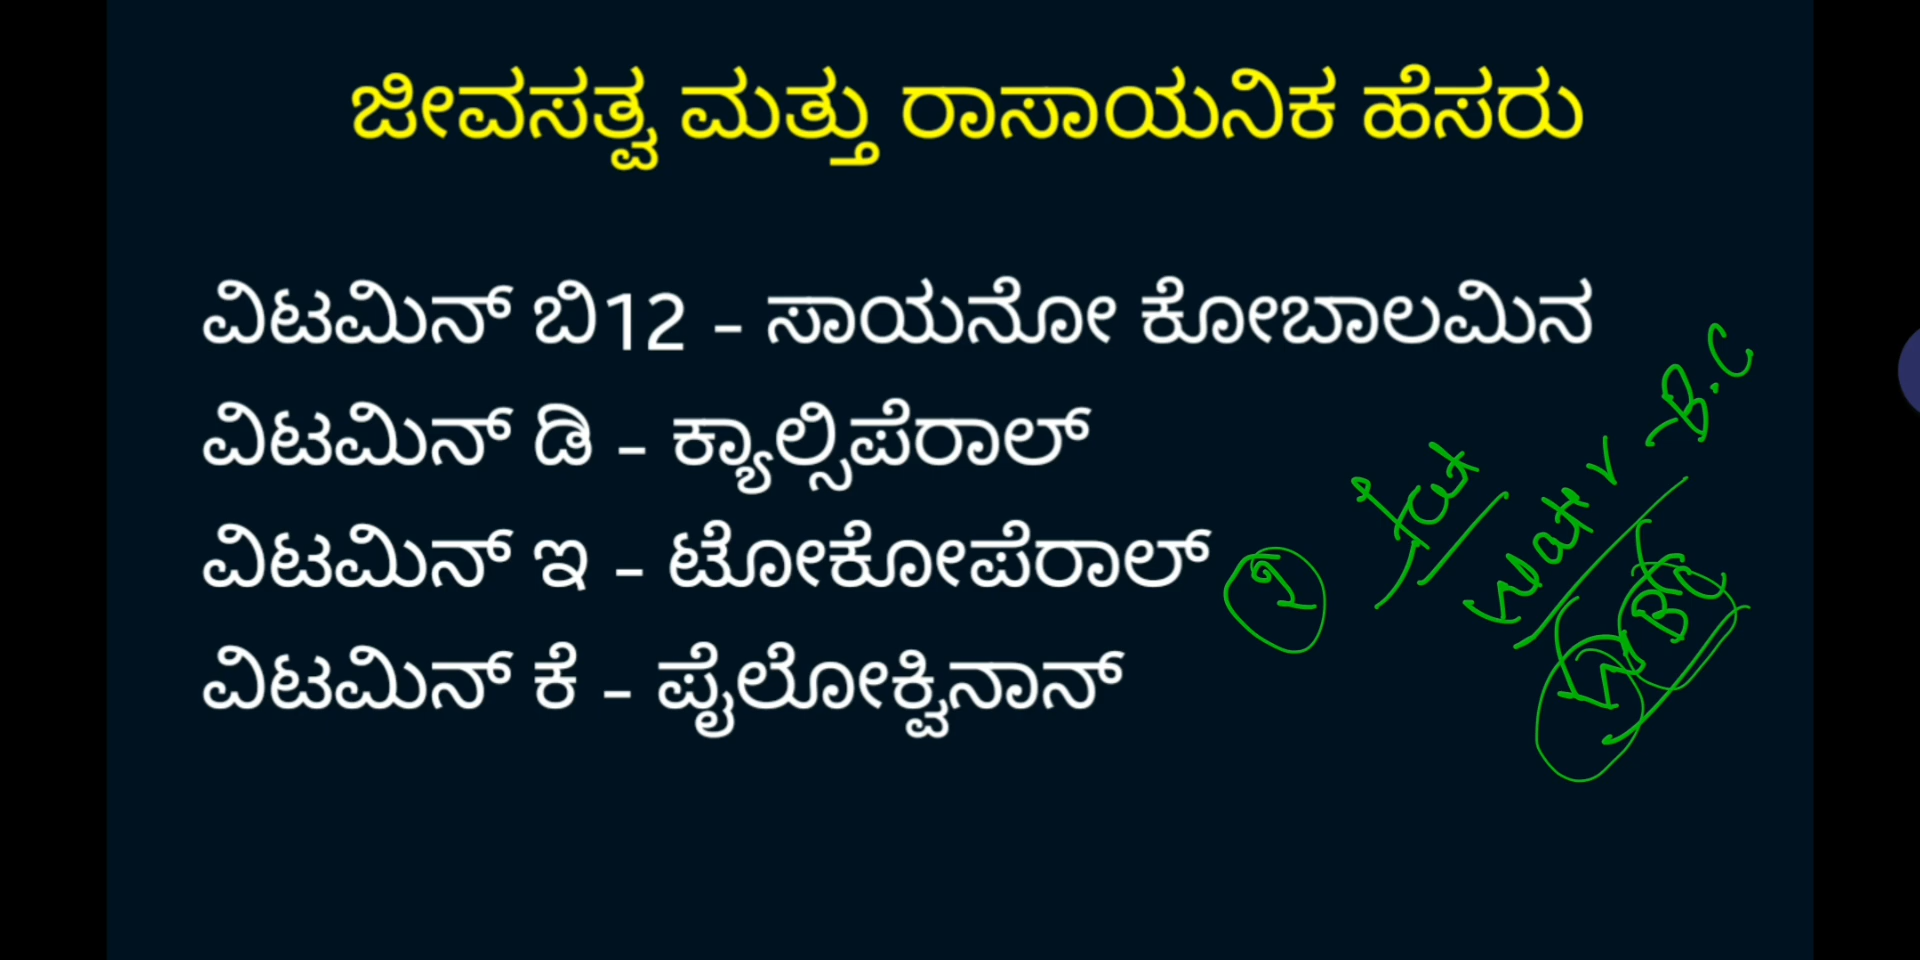 ಜೀವಸತ್ವ ಮತ್ತು ರಾಸಾಯನಿಕ ಹೆಸರು
ವಿಟಮಿನ್ ಬಿ12 - ಸಾಯನೋ ಕೋಬಾಲಮಿನ
ವಿಟಮಿನ್ ಡಿ - ಕ್ಯಾಲ್ಸಿಪೆರಾಲ್
ವಿಟಮಿನ್ ಇ - ಟೋಕೋಪೆರಾಲ್
ವಿಟಮಿನ್ ಕೆ - ಪೈಲೋಕ್ವಿನಾನ್
B.C